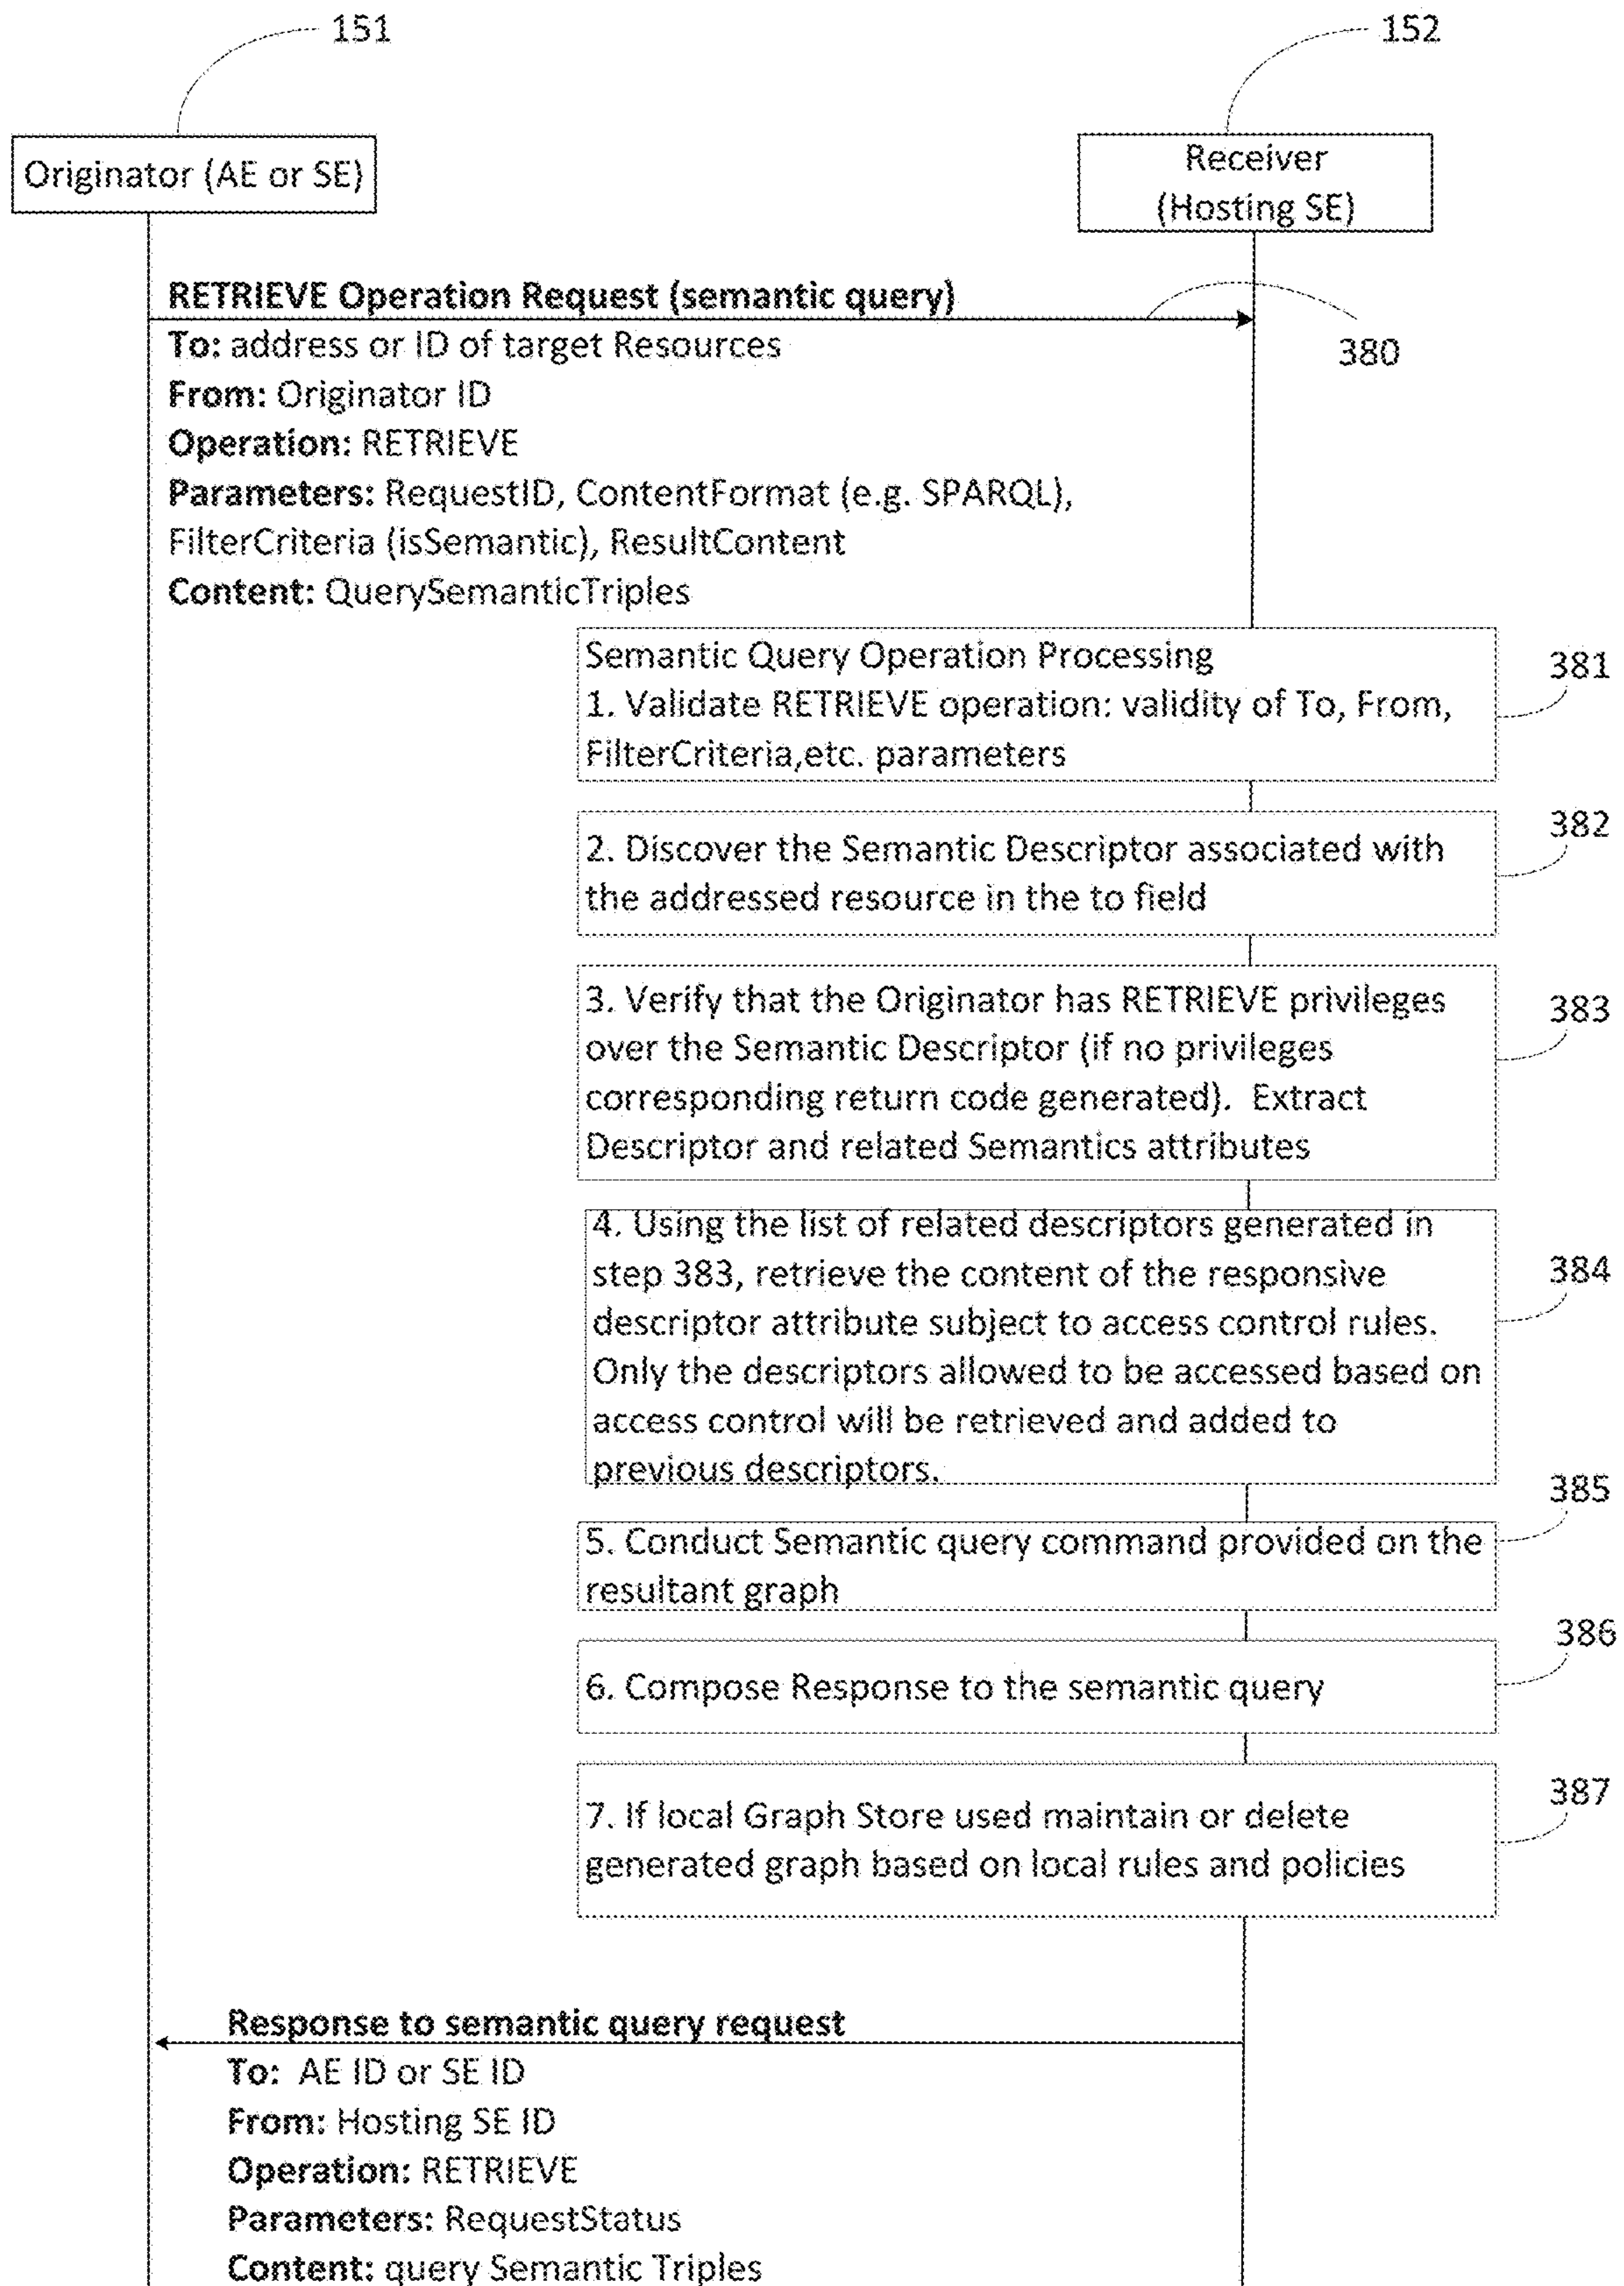 151
152
Originator (AE or SE)
Receiver
(Hosting SE)
RETRIEVE Operation Request (semantic query)
To: address or ID of target Resources
380
From: Originator ID
Operation: RETRIEVE
Parameters: RequestID, ContentFormat (e.g. SPARQL),
FilterCriteria (isSemantic), ResultContent
Content: QuerySemanticTriples
Semantic Query Operation Processing
1. Validate RETRIEVE operation: validity of To, From,
FilterCriteria,etc. parameters
381
2. Discover the Semantic Descriptor associated with
the addressed resource in the to field
382
3. Verify that the Originator has RETRIEVE privileges
over the Semantic Descriptor (if no privileges
corresponding return code generated). Extract
Descriptor and related Semantics attributes
383
4. Using the list of related descriptors generated in
step 383, retrieve the content of the responsive
descriptor attribute subject to access control rules.
Only the descriptors allowed to be accessed based on
access control will be retrieved and added to
previous descriptors.
384
5. Conduct Semantic query command provided on the
resultant graph
385
6. Compose Response to the semantic query
386
7. If local Graph Store used maintain or delete
generated graph based on local rules and policies
387
Response to semantic query request
To: AE ID or SE ID
From: Hosting SE ID
Operation: RETRIEVE
Parameters: RequestStatus
Content: query Semantic Triples